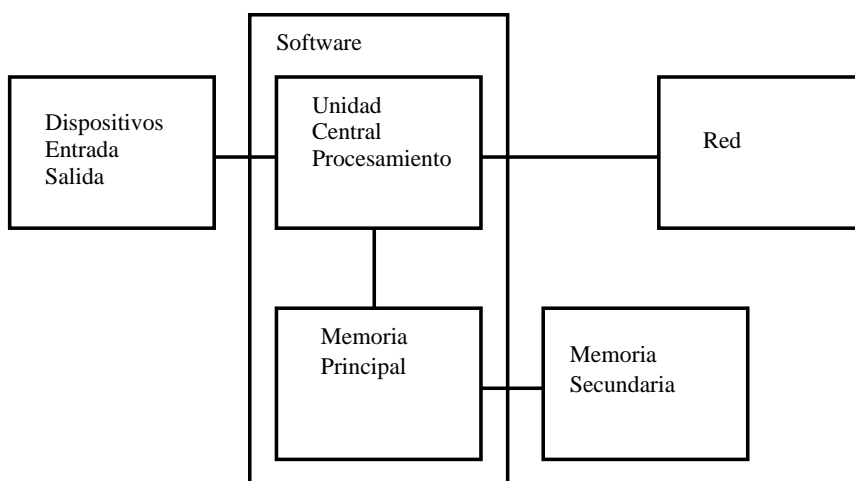 Software
Dispositivos
Entrada
Salida
Unidad
Central
Procesamiento
Red
Memoria
Principal
Memoria
Secundaria